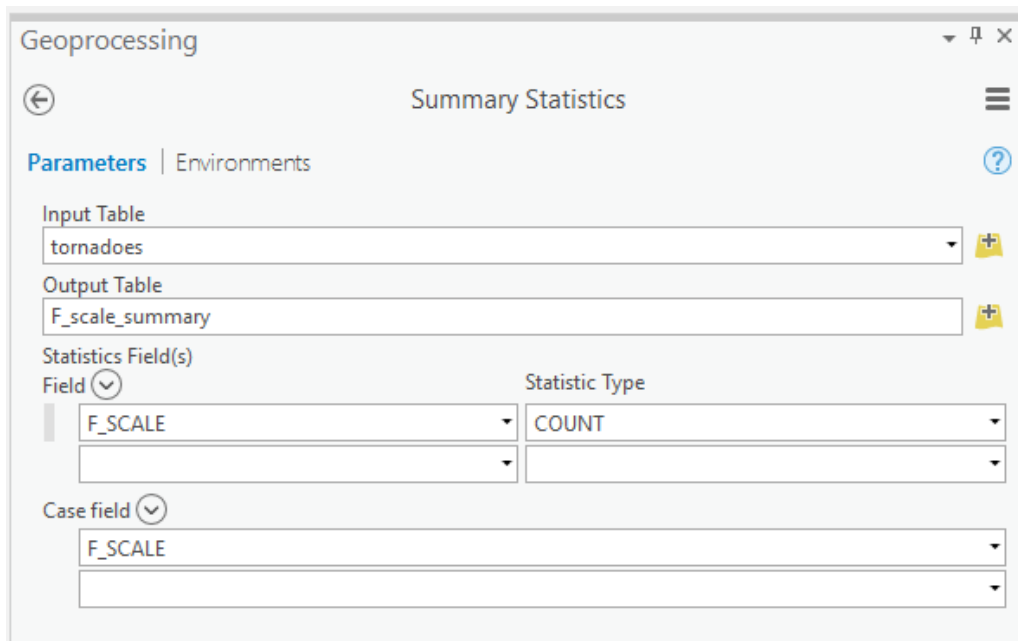 Geoprocessing
Summary Statistics
Parameters | Environments
Input Table
tornadoes
Output Table
F_scale_summary
Statistics Field(s)
Field Statistic Type
F_SCALE COUNT
Case field
F_SCALE